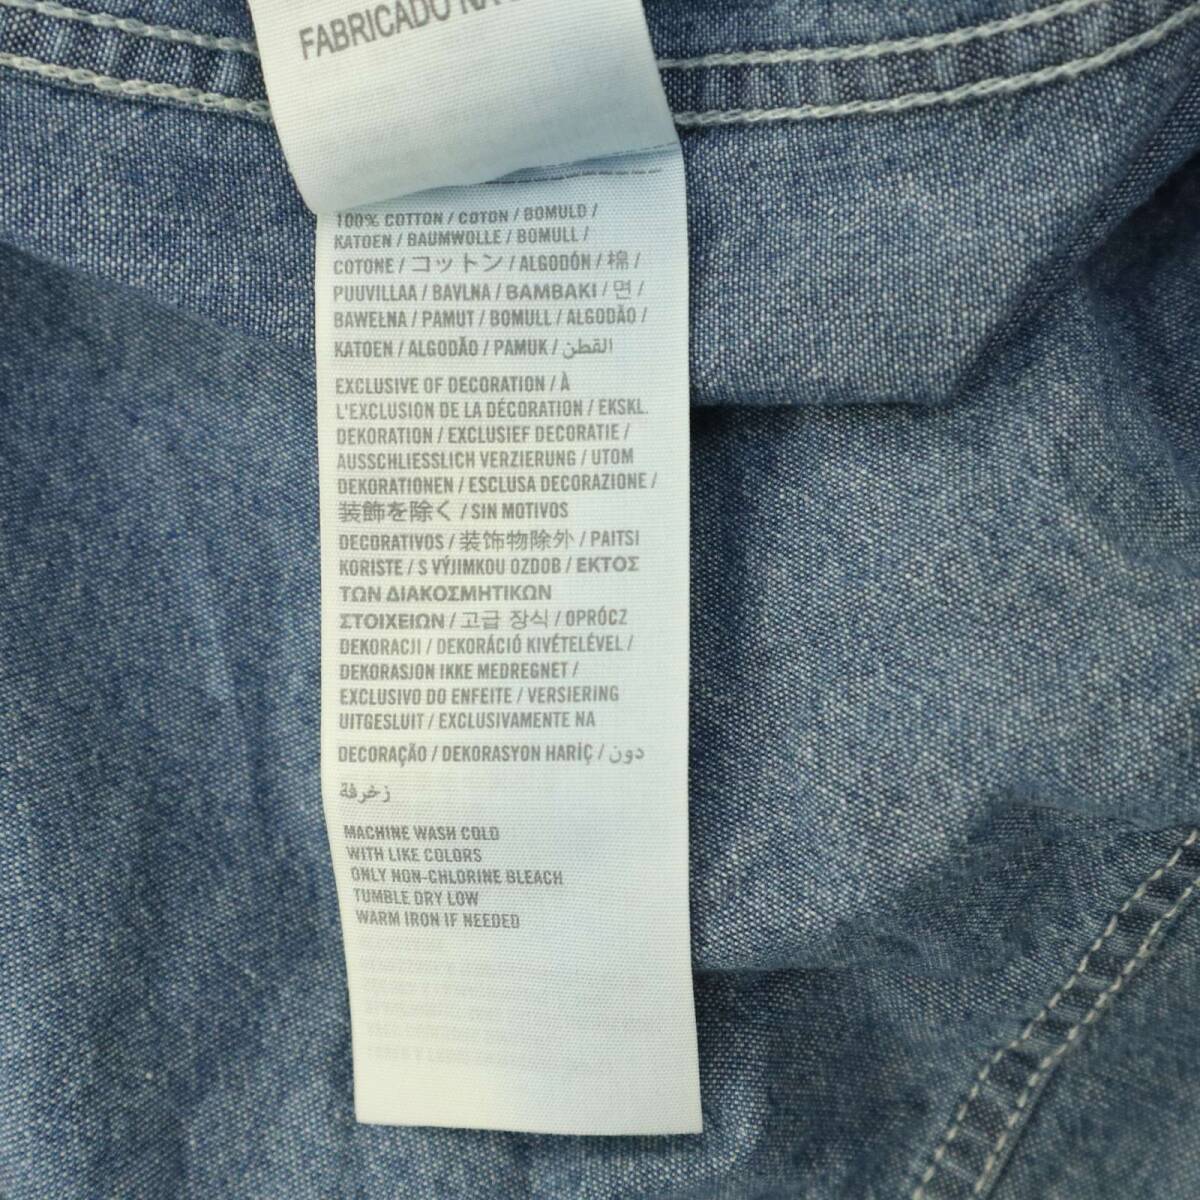 FABRICADO NA
100% COTTON / COTON / BOMULD /
KATOEN / BAUMWOLLE / BOMULL /
COTONE / コットン / ALGODÓN / 棉 /
PUUVILLAA / BAVLNA / BAMBAKI / 면 /
BAWEŁNA / PAMUT / BOMULL / ALGODÃO /
KATOEN / ALGODÃO / PAMUK / القطن
EXCLUSIVE OF DECORATION / À
L'EXCLUSION DE LA DÉCORATION / EKSKL.
DEKORATION / EXCLUSIEF DECORATIE /
AUSSCHLIESSLICH VERZIERUNG / UTOM
DEKORATIONEN / ESCLUSA DECORAZIONE /
装飾を除く / SIN MOTIVOS
DECORATIVOS / 装饰物除外 / PAITSI
KORISTE / S VÝJIMKOU OZDOB / ΕΚΤΟΣ
ΤΩΝ ΔΙΑΚΟΣΜΗΤΙΚΩΝ
ΣΤΟΙΧΕΙΩΝ / 고급 장식 / OPRÓCZ
DEKORACJI / DEKORÁCIÓ KIVÉTELÉVEL /
DEKORASJON IKKE MEDREGNET /
EXCLUSIVO DO ENFEITE / VERSIERING
UITGESLUIT / EXCLUSIVAMENTE NA
DECORAÇÃO / DEKORASYON HARİÇ / دون
زخرفة
MACHINE WASH COLD
WITH LIKE COLORS
ONLY NON-CHLORINE BLEACH
TUMBLE DRY LOW
WARM IRON IF NEEDED